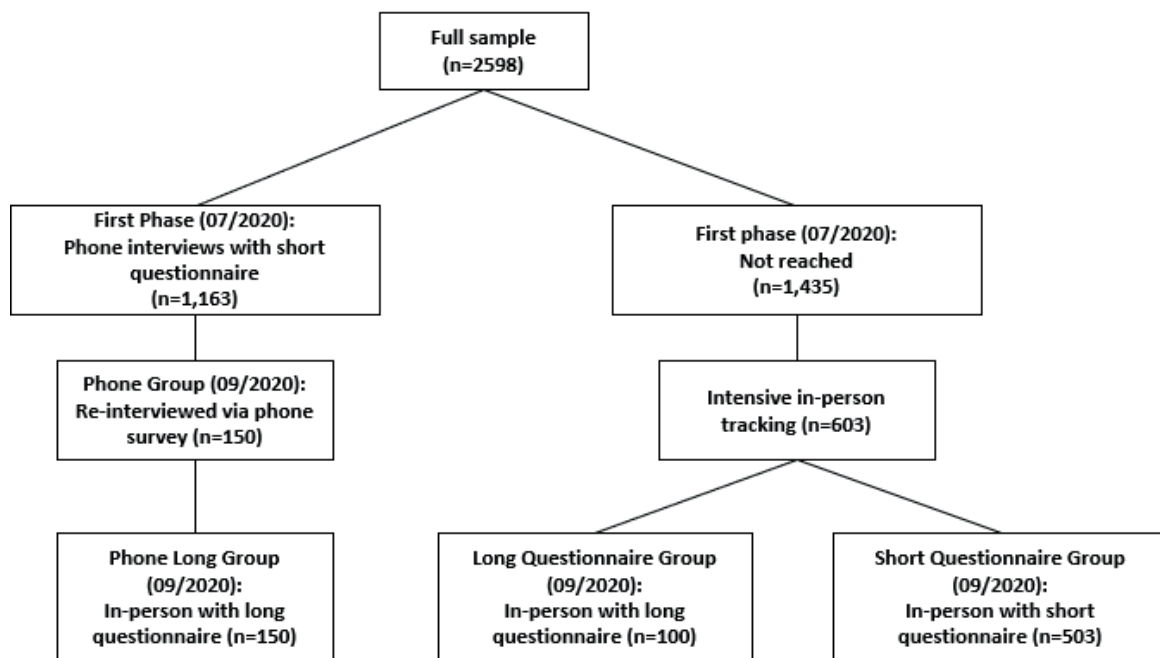 Full sample
(n=2598)
First Phase (07/2020):
Phone interviews with short
questionnaire
(n=1,163)
First phase (07/2020):
Not reached
(n=1,435)
Phone Group (09/2020):
Re-interviewed via phone
survey (n=150)
Intensive in-person
tracking (n=603)
Phone Long Group
(09/2020):
In-person with long
questionnaire (n=150)
Long Questionnaire Group
(09/2020):
In-person with long
questionnaire (n=100)
Short Questionnaire Group
(09/2020):
In-person with short
questionnaire (n=503)